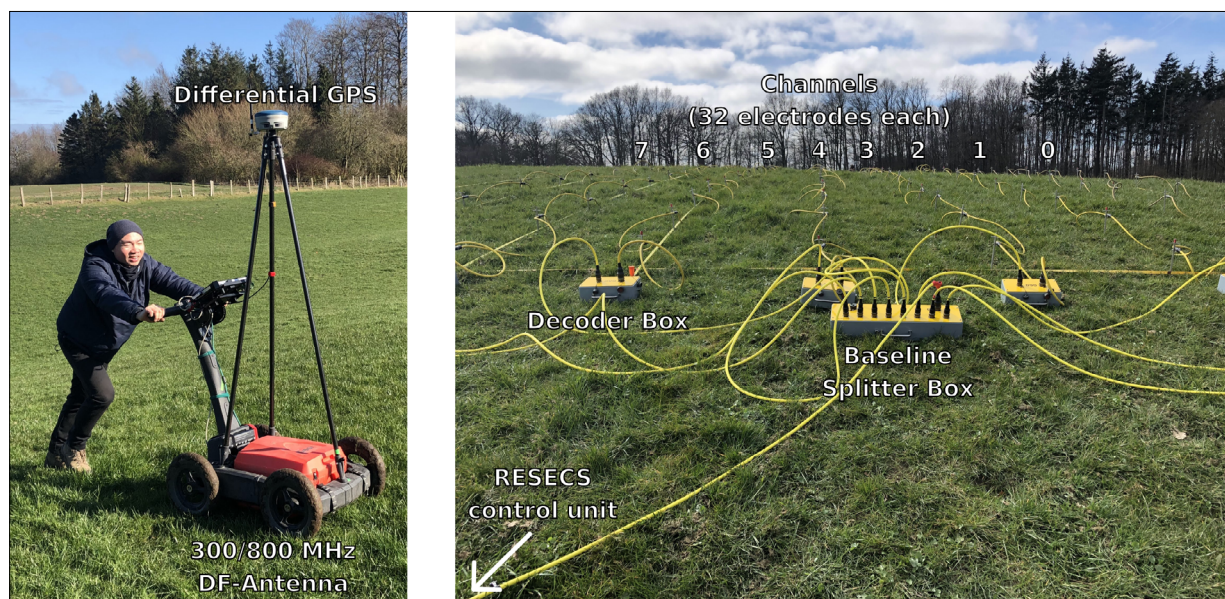 Differential GPS
300/800 MHz
DF-Antenna
Channels
(32 electrodes each)
7 6 5 4 3 2 1 0
Decoder Box
Baseline
Splitter Box
RESECS
control unit